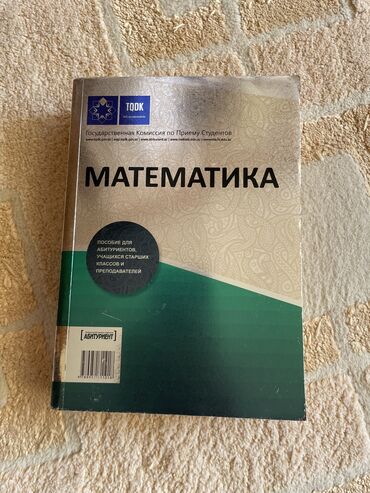 TQDK
Государственная Комиссия по Приему Студентов
МАТЕМАТИКА
ПОСОБИЕ ДЛЯ
АБИТУРИЕНТОВ,
УЧАЩИХСЯ СТАРШИХ
КЛАССОВ И
ПРЕПОДАВАТЕЛЕЙ
АБИТУРИЕНТ